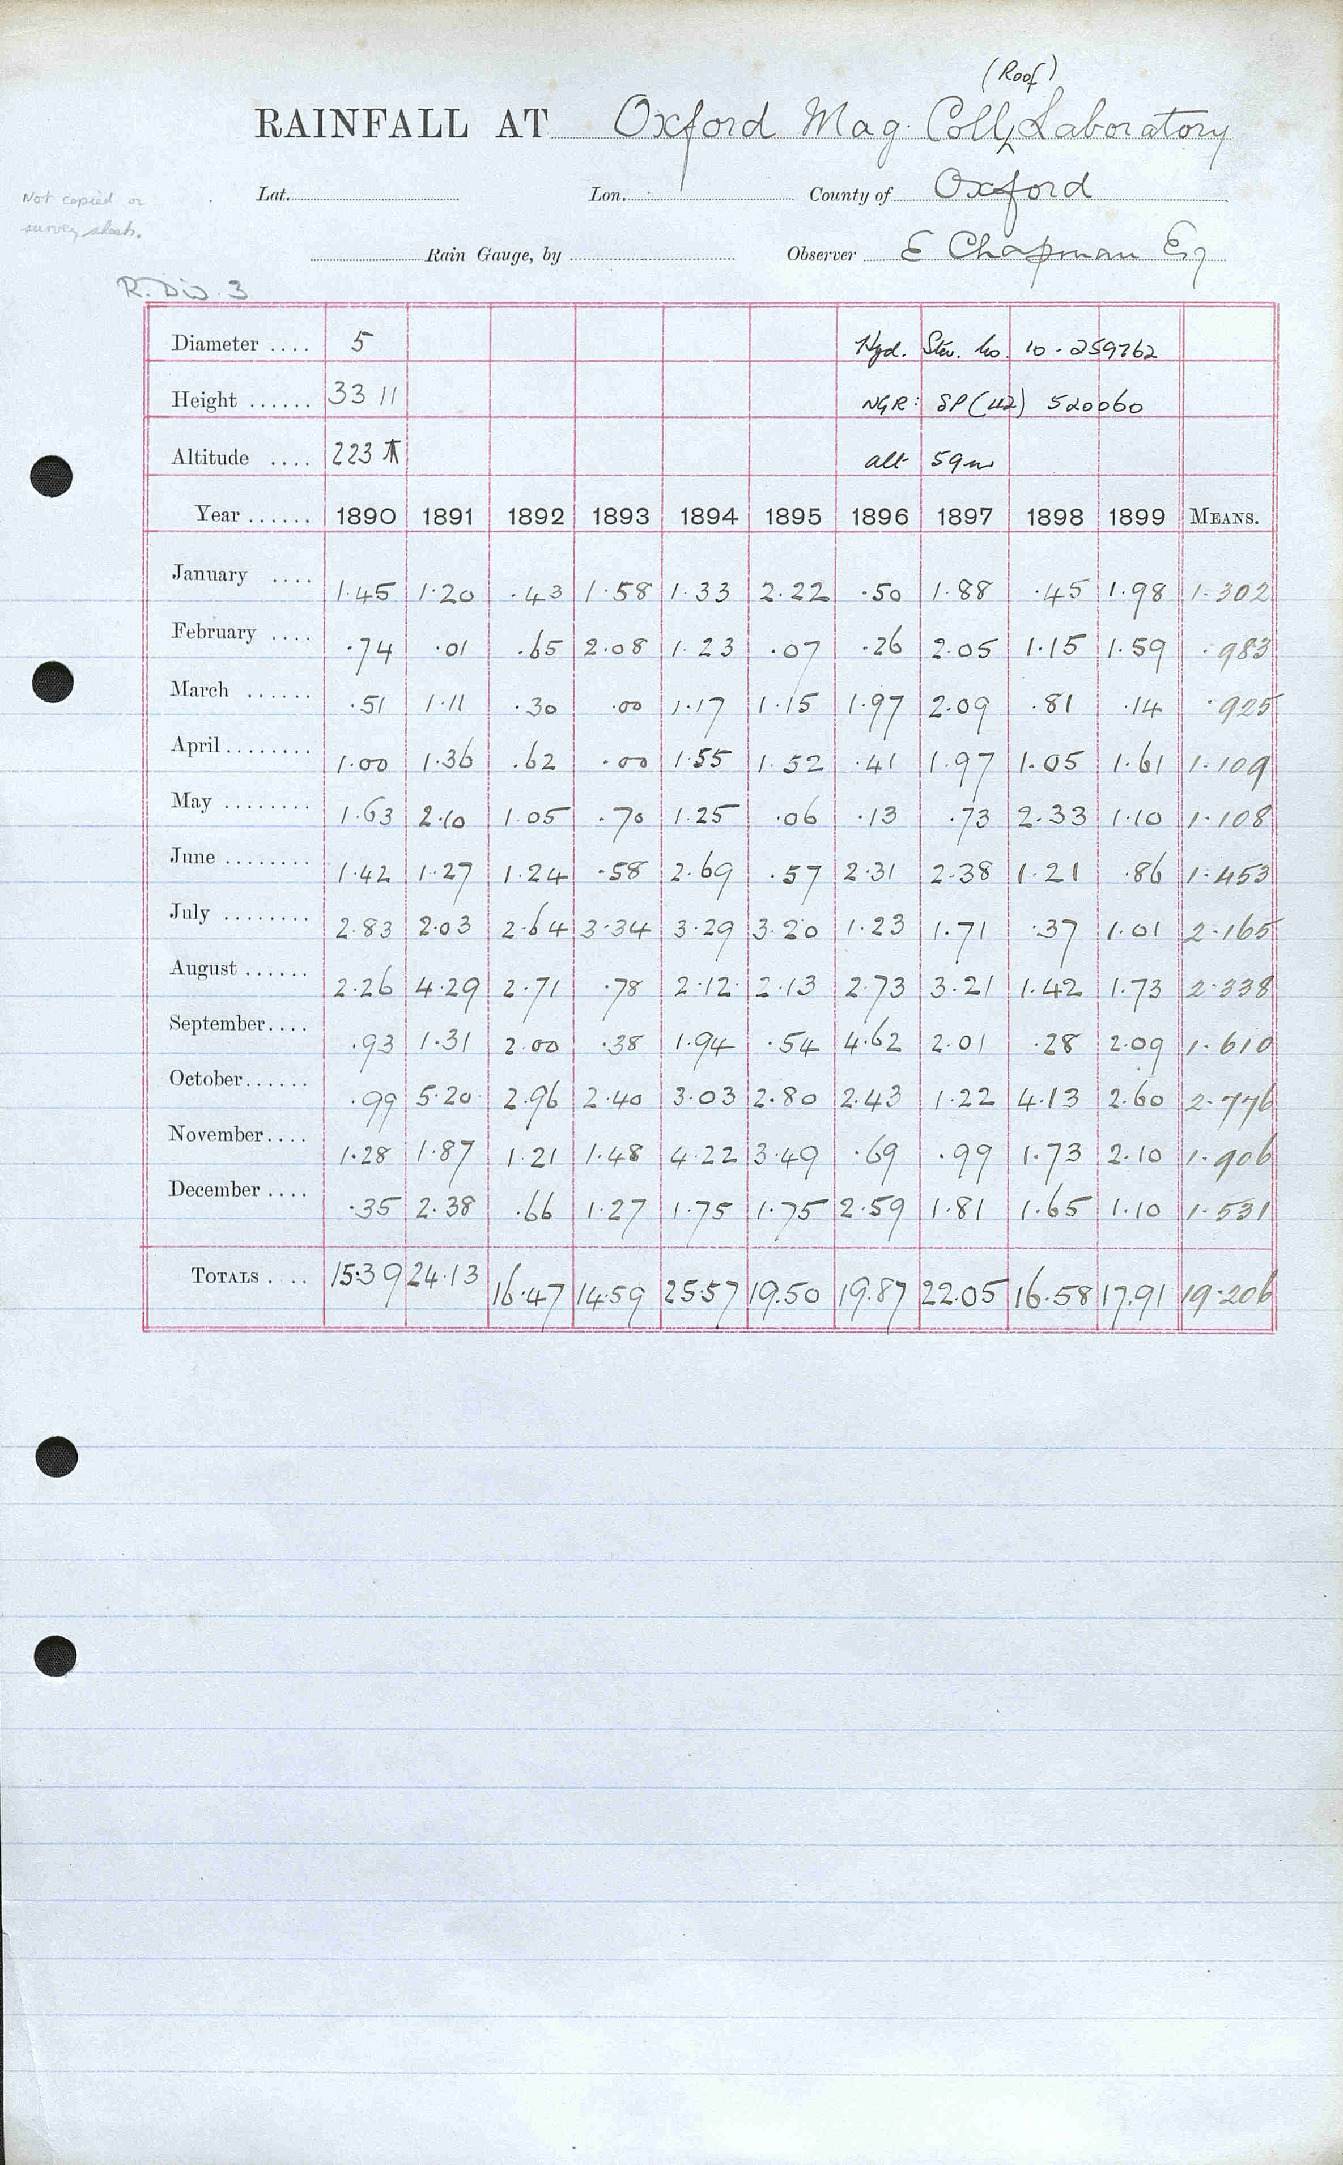 (Roof)
RAINFALL AT Oxford Mag. Coll. Laboratory
Not copied on
survey sheets.
Lat. Lon. County of Oxford
Rain Gauge, by Observer E Chapman Esq
R. Div. 3
Diameter .... 5 Hyd. Stn. No. 10. 259762
Height ...... 33 11 NGR: SP(42) 520060
Altitude .... 223 alt 59m
Year ...... 1890 1891 1892 1893 1894 1895 1896 1897 1898 1899 MEANS.
January .... 1.45 1.20 .43 1.58 1.33 2.22 .50 1.88 .45 1.98 1.302
February .... .74 .01 .65 2.08 1.23 .07 .26 2.05 1.15 1.59 .983
March ...... .51 1.11 .30 .00 1.17 1.15 1.97 2.09 .81 .14 .925
April ........ 1.00 1.36 .62 .00 1.55 1.52 .41 1.97 1.05 1.61 1.109
May ........ 1.63 2.10 1.05 .70 1.25 .06 .13 .73 2.33 1.10 1.108
June ........ 1.42 1.27 1.24 .58 2.69 .57 2.31 2.38 1.21 .86 1.453
July ........ 2.83 2.03 2.64 3.34 3.29 3.20 1.23 1.71 .37 1.01 2.165
August ...... 2.26 4.29 2.71 .78 2.12 2.13 2.73 3.21 1.42 1.73 2.338
September.... .93 1.31 2.00 .38 1.94 .54 4.62 2.01 .28 2.09 1.610
October...... .99 5.20 2.96 2.40 3.03 2.80 2.43 1.22 4.13 2.60 2.776
November.... 1.28 1.87 1.21 1.48 4.22 3.49 .69 .99 1.73 2.10 1.906
December .... .35 2.38 .66 1.27 1.75 1.75 2.59 1.81 1.65 1.10 1.531
TOTALS .... 15.39 24.13 16.47 14.59 25.57 19.50 19.87 22.05 16.58 17.91 19.206